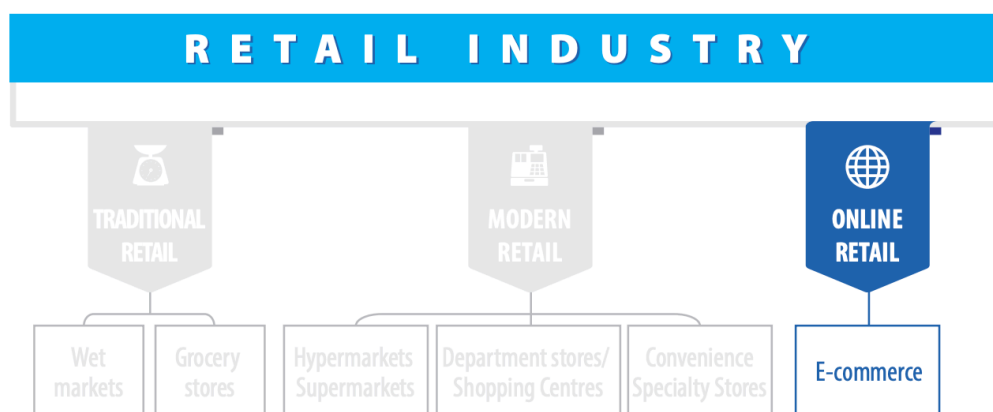 RETAIL INDUSTRY
TRADITIONAL
RETAIL
MODERN
RETAIL
ONLINE
RETAIL
Wet
markets
Grocery
stores
Hypermarkets
Supermarkets
Department stores/
Shopping Centres
Convenience
Specialty Stores
E-commerce